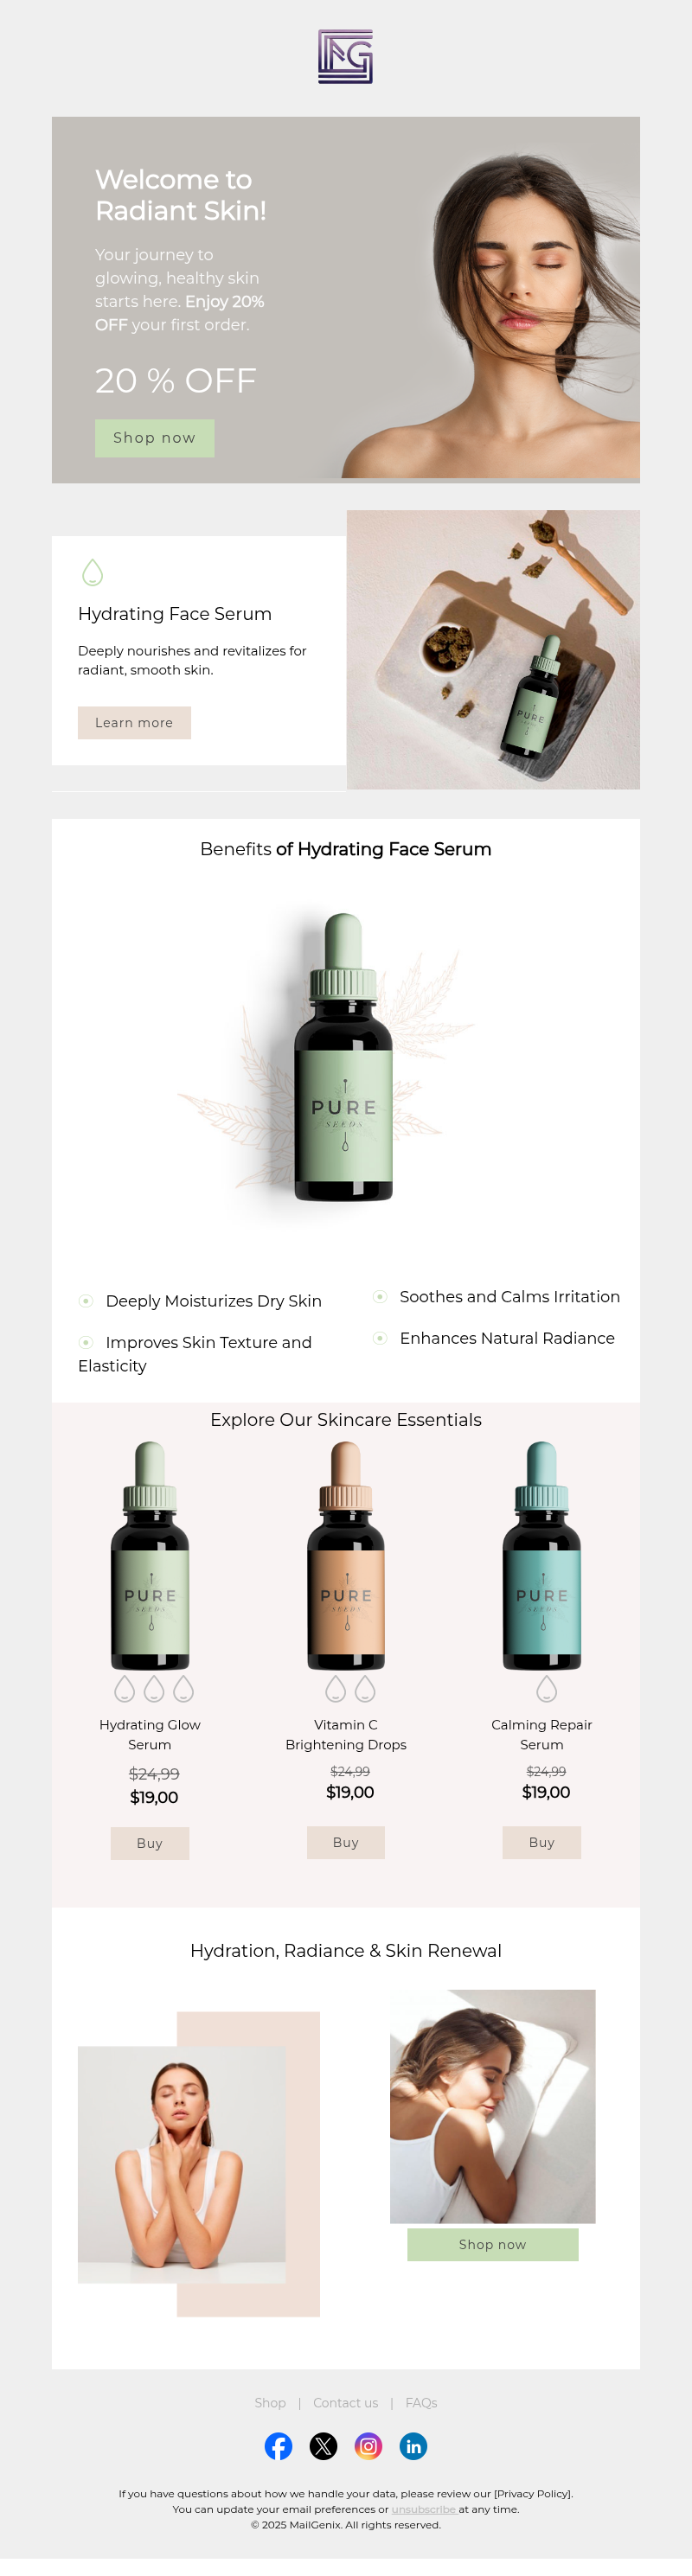 Welcome to
Radiant Skin!
Your journey to
glowing, healthy skin
starts here. Enjoy 20%
OFF your first order.
20 % OFF
Shop now
Hydrating Face Serum
Deeply nourishes and revitalizes for
radiant, smooth skin.
Learn more
PURE
Benefits of Hydrating Face Serum
PURE
SEEDS
Deeply Moisturizes Dry Skin
Improves Skin Texture and
Elasticity
Soothes and Calms Irritation
Enhances Natural Radiance
Explore Our Skincare Essentials
PURE
SEEDS
PURE
SEEDS
PURE
SEEDS
Hydrating Glow
Serum
$24,99
$19,00
Buy
Vitamin C
Brightening Drops
$24,99
$19,00
Buy
Calming Repair
Serum
$24,99
$19,00
Buy
Hydration, Radiance & Skin Renewal
Shop now
Shop | Contact us | FAQs
If you have questions about how we handle your data, please review our [Privacy Policy].
You can update your email preferences or unsubscribe at any time.
© 2025 MailGenix. All rights reserved.